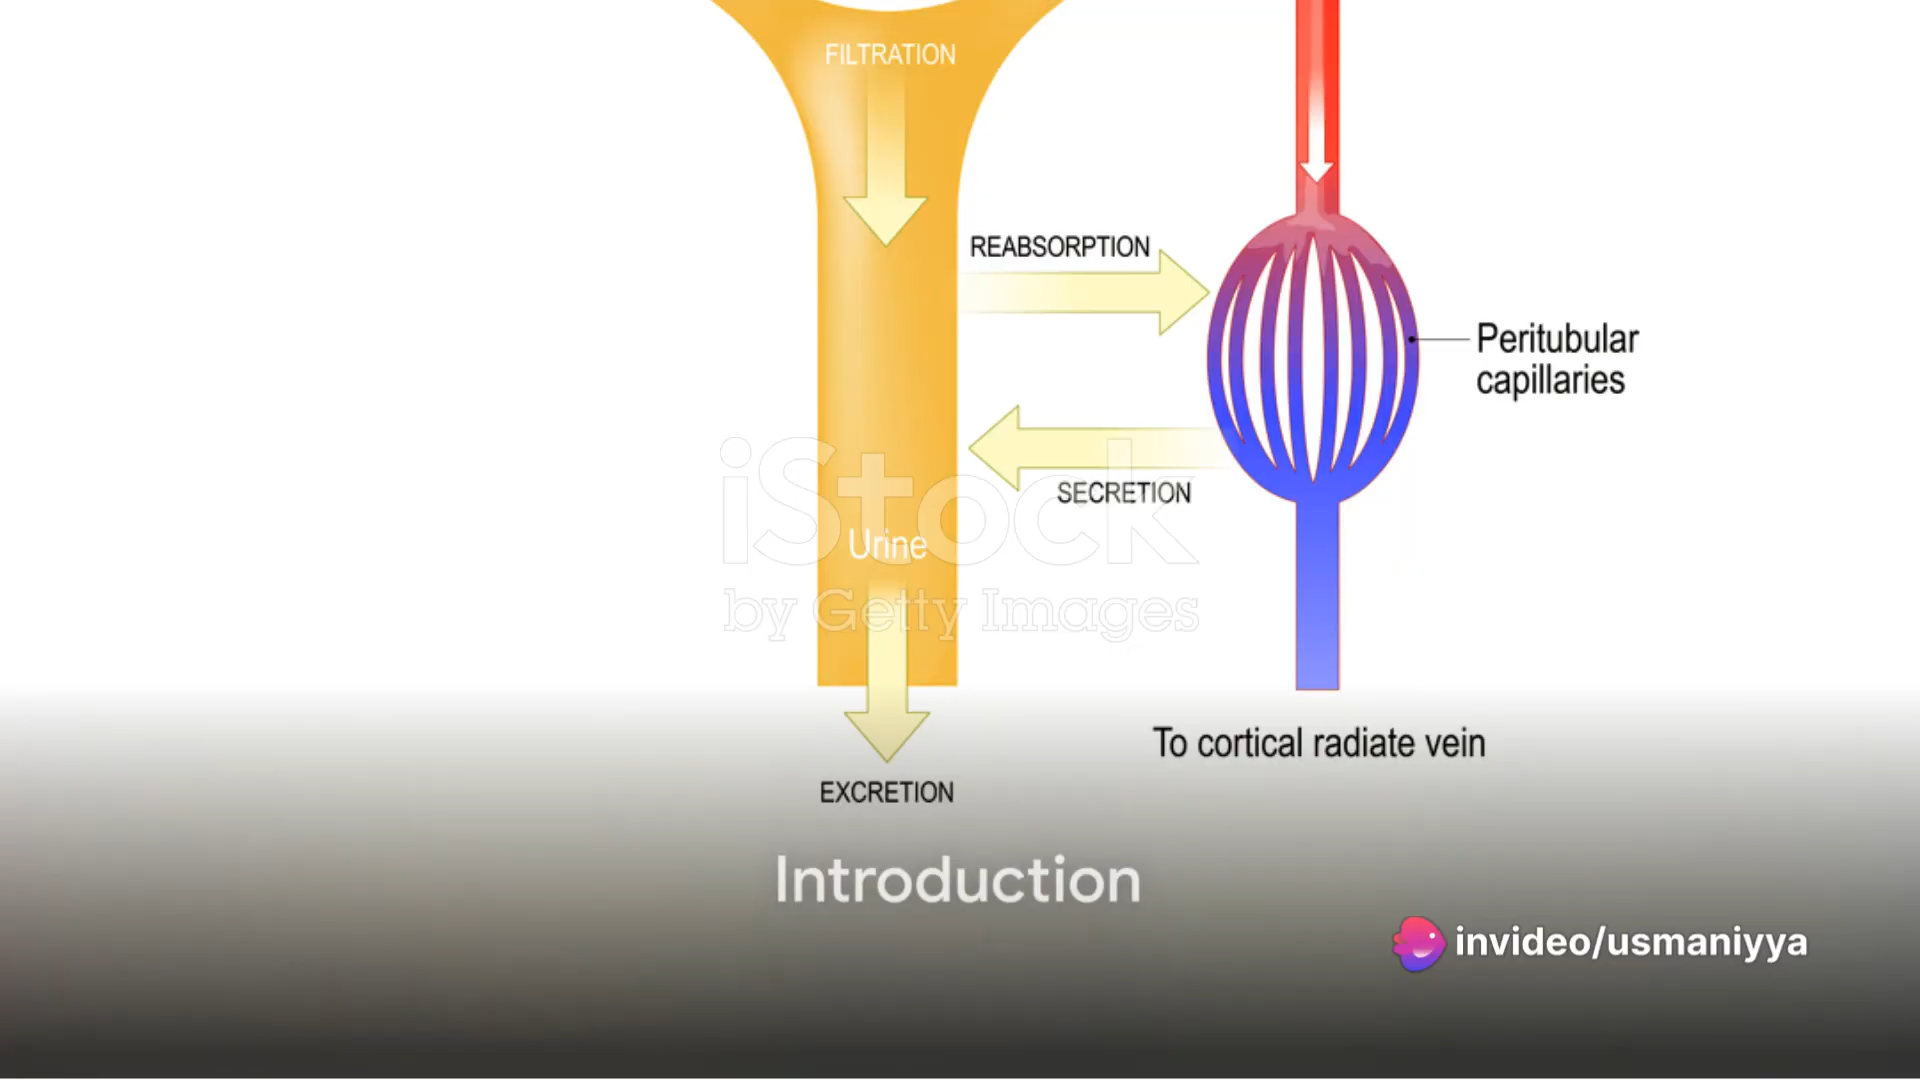 FILTRATION
REABSORPTION
Peritubular
capillaries
SECRETION
iStock
Urine
by Getty Images
To cortical radiate vein
EXCRETION
Introduction
invideo/usmaniyya